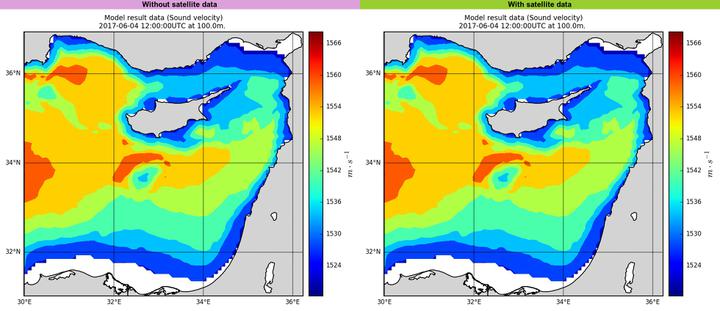 Without satellite data
With satellite data
Model result data (Sound velocity)
2017-06-04 12:00:00UTC at 100.0m.
Model result data (Sound velocity)
2017-06-04 12:00:00UTC at 100.0m.
36°N
34°N
32°N
30°E
32°E
34°E
36°E
1566
1560
1554
1548
1542
1536
1530
1524
m · s⁻¹
36°N
34°N
32°N
30°E
32°E
34°E
36°E
1566
1560
1554
1548
1542
1536
1530
1524
m · s⁻¹